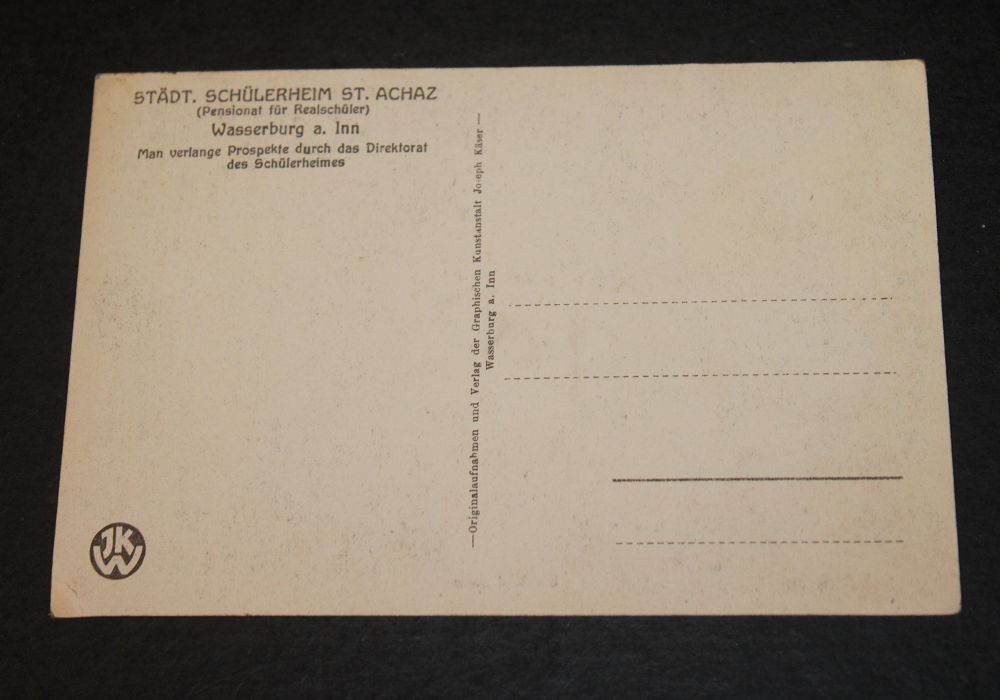 STÄDT. SCHÜLERHEIM ST. ACHAZ
(Pensionat für Realschüler)
Wasserburg a. Inn
Man verlange Prospekte durch das Direktorat
des Schülerheimes
—Originalaufnahmen und Verlag der Graphischen Kunstanstalt Joseph Käser —
Wasserburg a. Inn
JKW